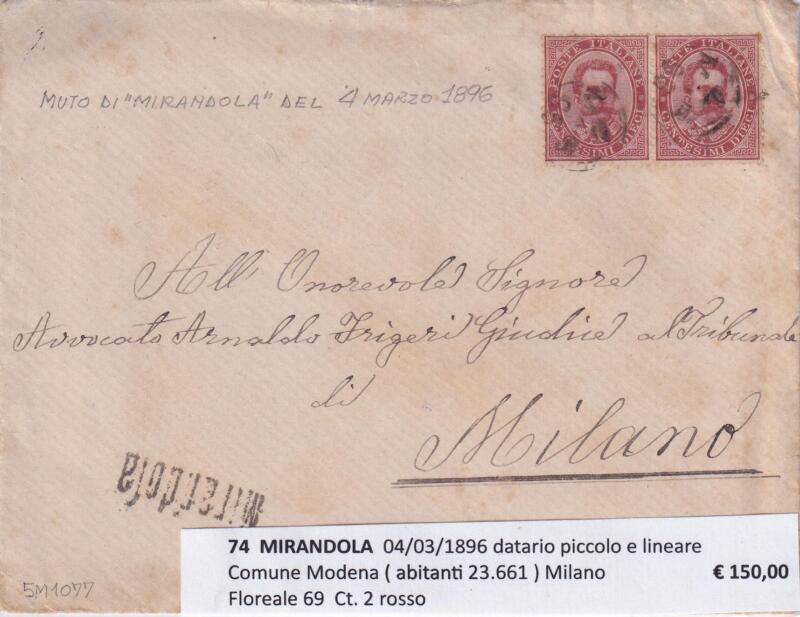 MUTO DI "MIRANDOLA" DEL 4 MARZO 1896
POSTE ITALIANE
CENTESIMI DIECI
POSTE ITALIANE
CENTESIMI DIECI
All' Onorevole Signore
Avvocato Arnaldo Frigeri Giudice al Tribunale
di
Milano
Mirandola
74 MIRANDOLA 04/03/1896 datario piccolo e lineare
Comune Modena ( abitanti 23.661 ) Milano € 150,00
Floreale 69 Ct. 2 rosso
5M1077